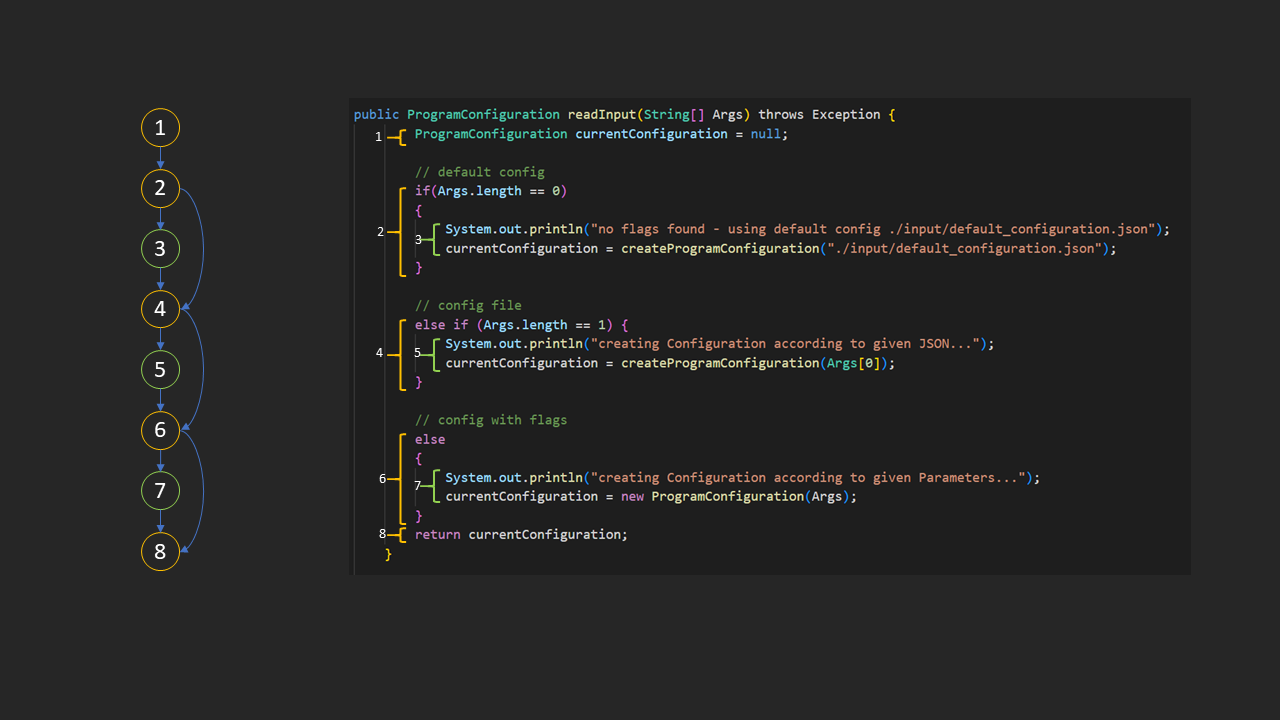 1
2
3
4
5
6
7
8
public ProgramConfiguration readInput(String[] Args) throws Exception {
1 ProgramConfiguration currentConfiguration = null;
// default config
if(Args.length == 0)
{
2
3 System.out.println("no flags found - using default config ./input/default_configuration.json");
currentConfiguration = createProgramConfiguration("./input/default_configuration.json");
}
// config file
else if (Args.length == 1) {
4
5 System.out.println("creating Configuration according to given JSON...");
currentConfiguration = createProgramConfiguration(Args[0]);
}
// config with flags
else
{
6
7 System.out.println("creating Configuration according to given Parameters...");
currentConfiguration = new ProgramConfiguration(Args);
}
8 return currentConfiguration;
}